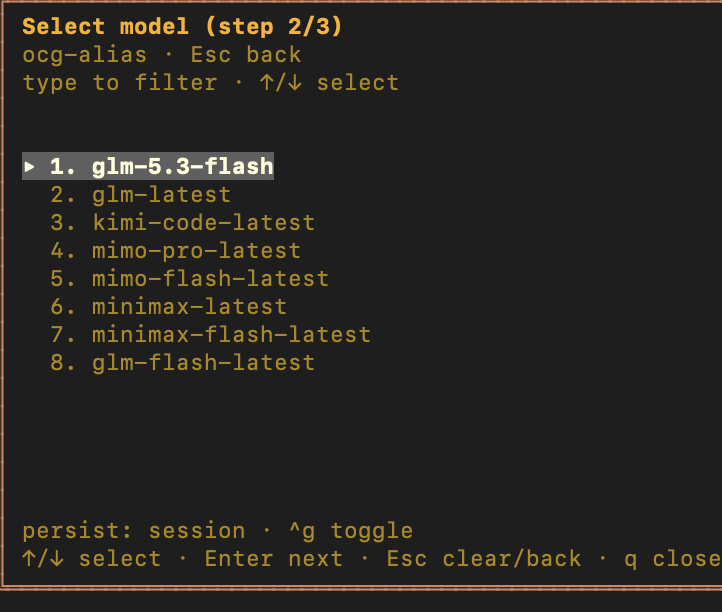 Select model (step 2/3)
ocg-alias · Esc back
type to filter · ↑/↓ select
▸ 1. glm-5.3-flash
2. glm-latest
3. kimi-code-latest
4. mimo-pro-latest
5. mimo-flash-latest
6. minimax-latest
7. minimax-flash-latest
8. glm-flash-latest
persist: session · ^g toggle
↑/↓ select · Enter next · Esc clear/back · q close